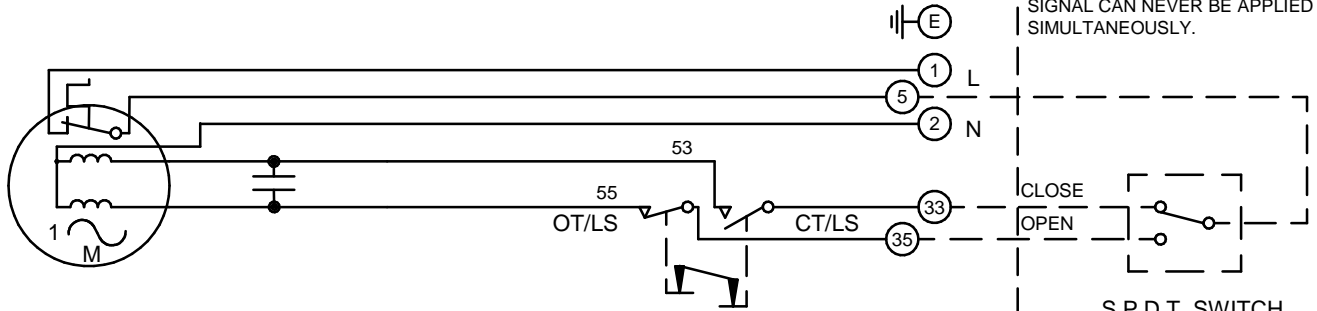 SIGNAL CAN NEVER BE APPLIED
SIMULTANEOUSLY.
E
1 L
5
2 N
53
55
OT/LS
CT/LS
33
35
CLOSE
OPEN
1
M
S.P.D.T. SWITCH